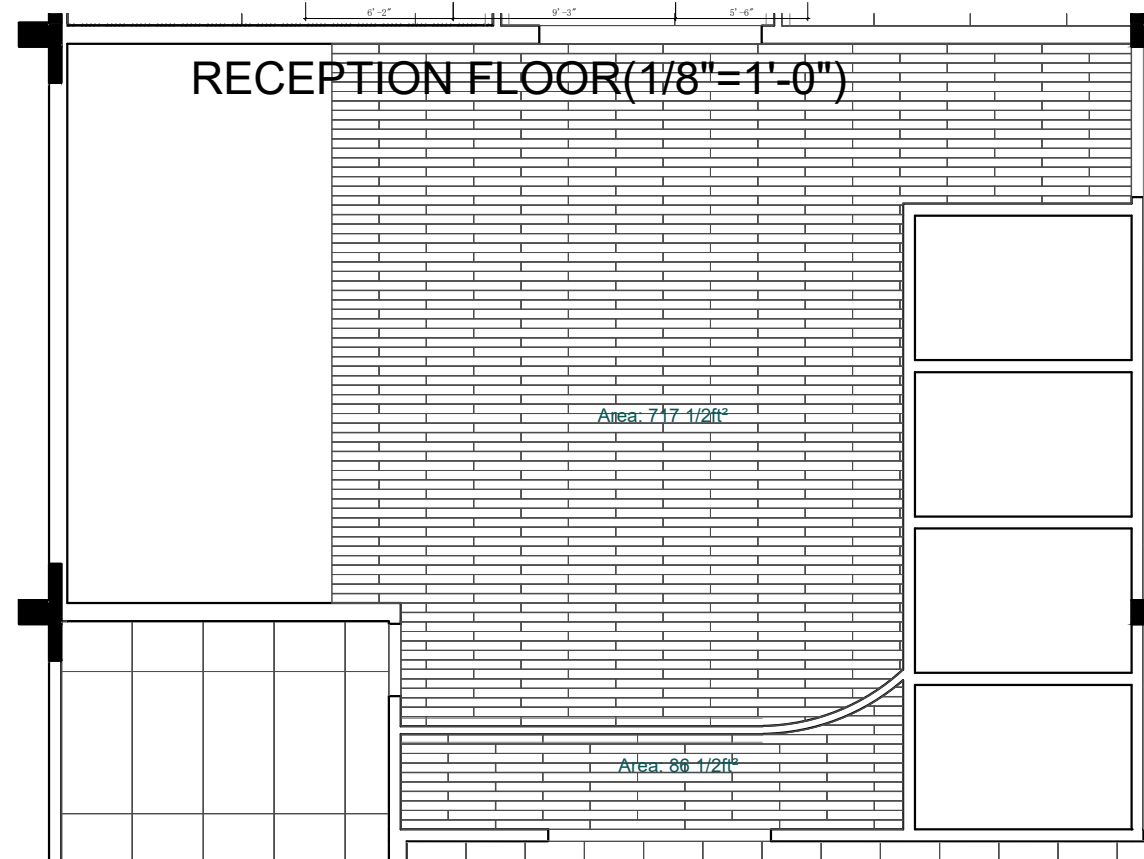 6'-2"
9'-3"
5'-6"
RECEPTION FLOOR(1/8"=1'-0")
Area: 717 1/2ft²
Area: 86 1/2ft²